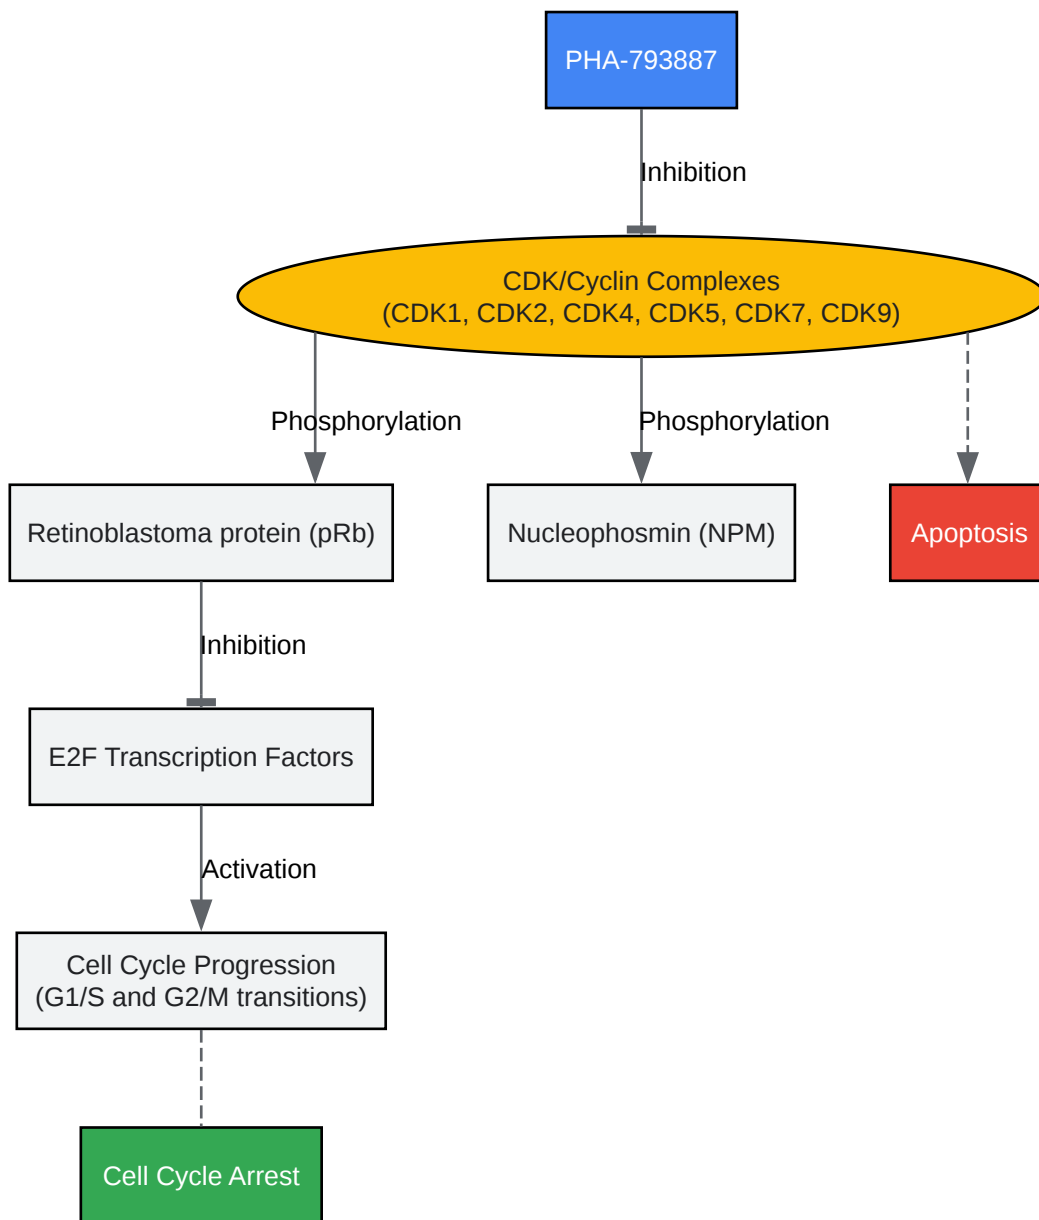 PHA-793887
Inhibition
CDK/Cyclin Complexes
(CDK1, CDK2, CDK4, CDK5, CDK7, CDK9)
Phosphorylation
Phosphorylation
Retinoblastoma protein (pRb)
Nucleophosmin (NPM)
Apoptosis
Inhibition
E2F Transcription Factors
Activation
Cell Cycle Progression
(G1/S and G2/M transitions)
Cell Cycle Arrest